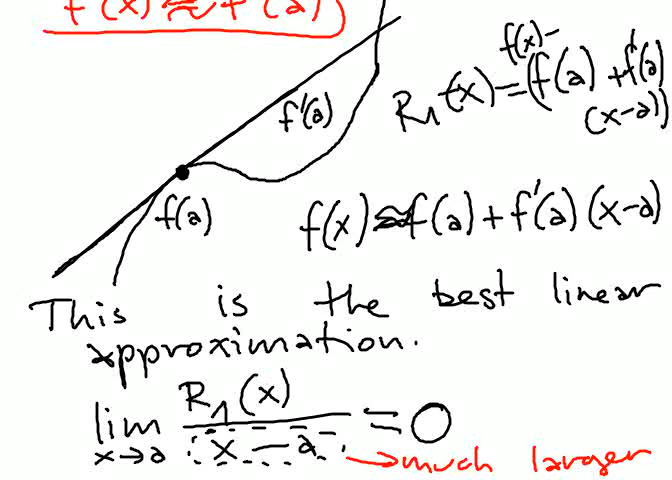 f(x) ≈ f(a)
f'(a)
f(x) -
R₁(x) = (f(a) + f'(a)
(x-a))
f(a)
f(x) ≈ f(a) + f'(a) (x-a)
This is the best linear
approximation.
lim x→a R₁(x) / x - a = 0
→ much larger